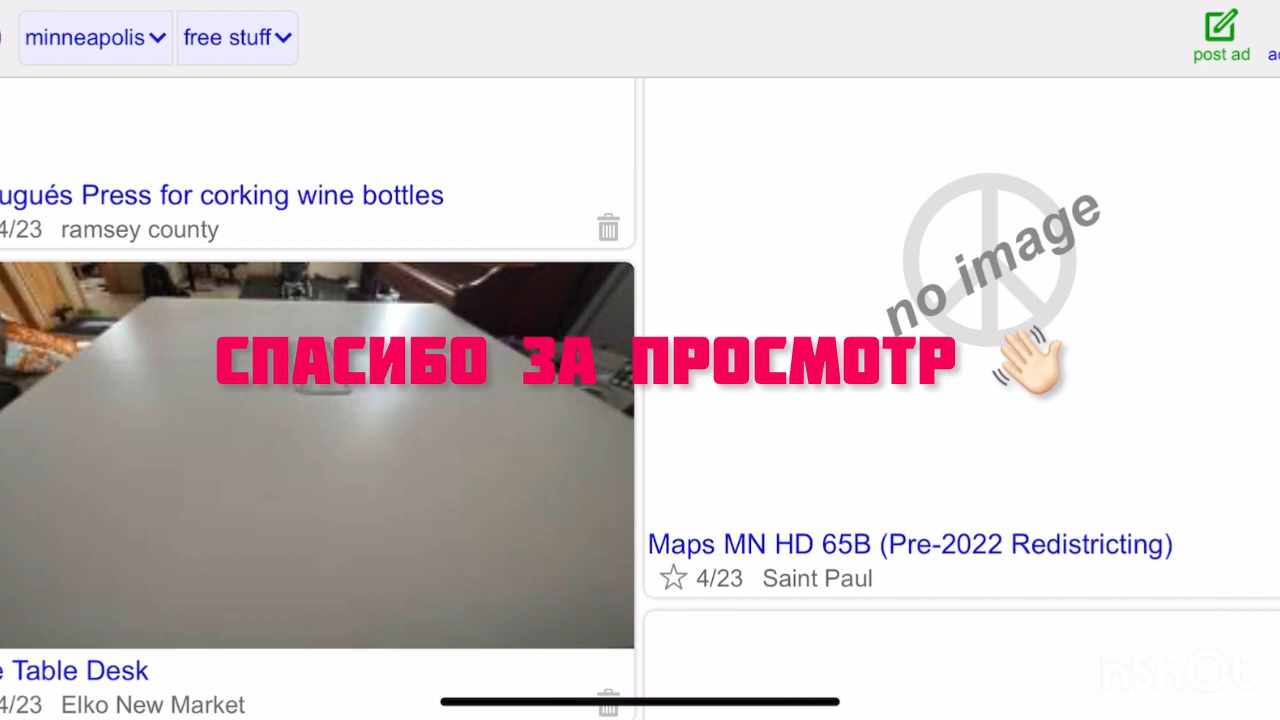 minneapolis
free stuff
post ad
ugués Press for corking wine bottles
4/23 ramsey county
no image
СПАСИБО ЗА ПРОСМОТР 👋🏻
Maps MN HD 65B (Pre-2022 Redistricting)
4/23 Saint Paul
Table Desk
4/23 Elko New Market
InShOt